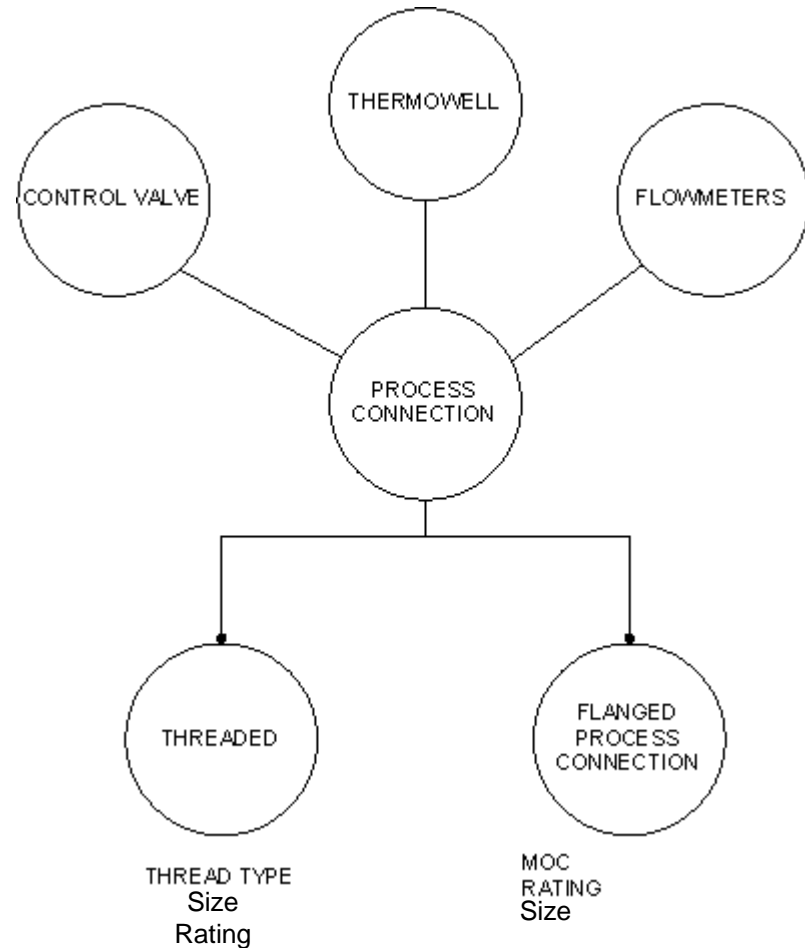 THERMOWELL
CONTROL VALVE
FLOWMETERS
PROCESS
CONNECTION
THREADED
FLANGED
PROCESS
CONNECTION
THREAD TYPE
Size
Rating
MOC
RATING
Size